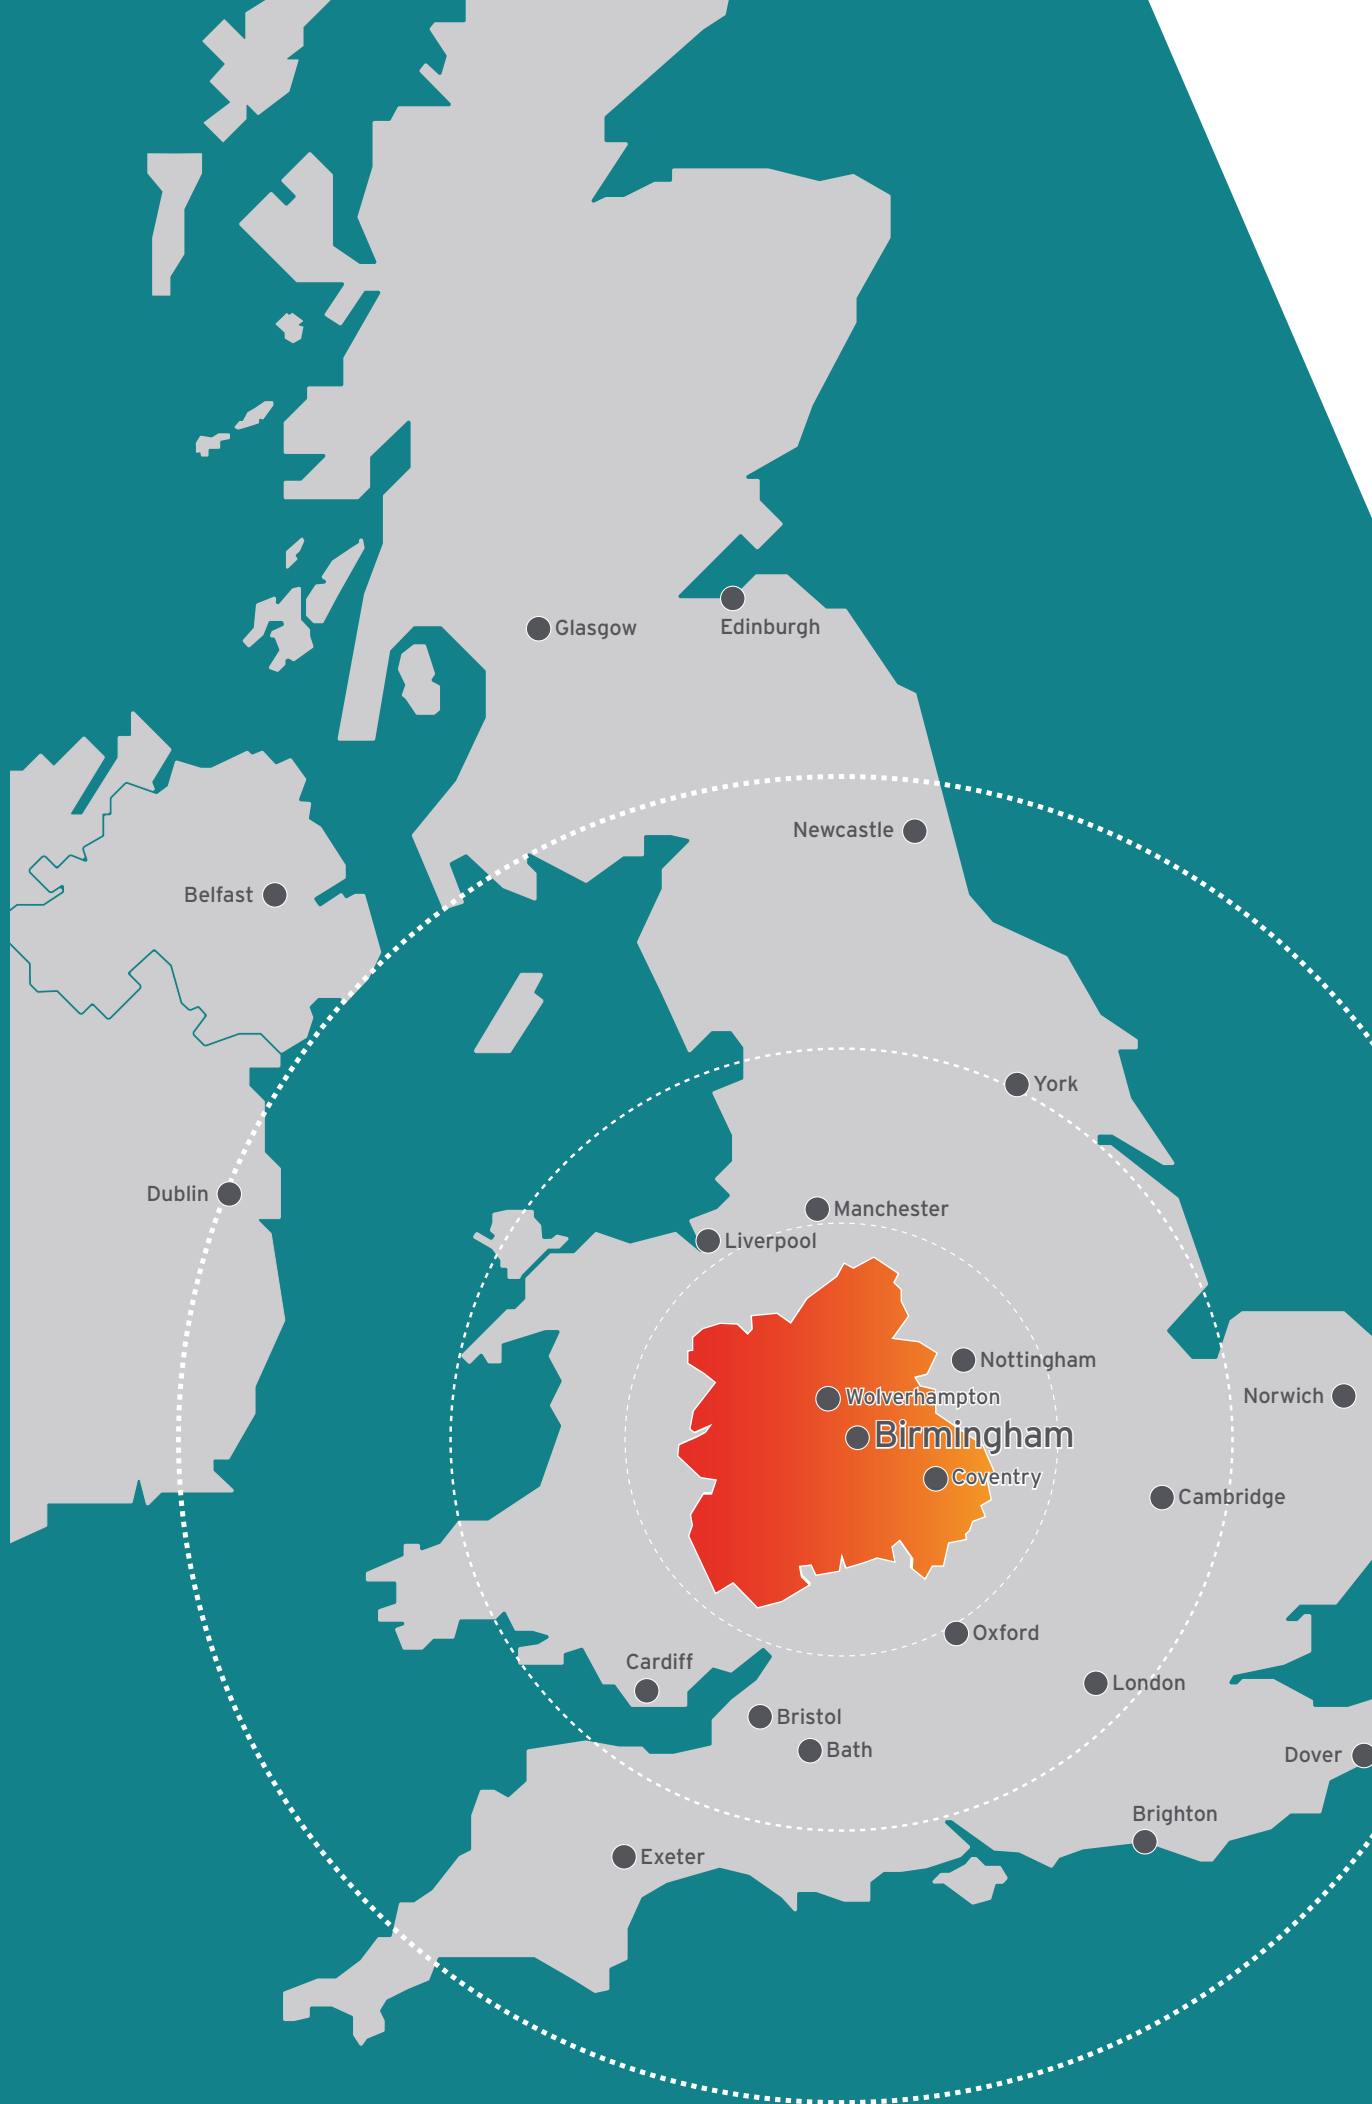 Glasgow
Edinburgh
Newcastle
Belfast
York
Dublin
Manchester
Liverpool
Nottingham
Wolverhampton
Norwich
Birmingham
Coventry
Cambridge
Oxford
Cardiff
London
Bristol
Bath
Dover
Brighton
Exeter